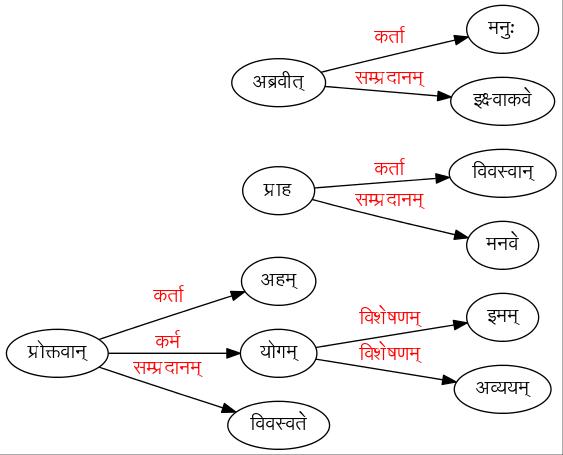 मनुः
कर्ता
अब्रवीत्
सम्प्रदानम्
इक्ष्वाकवे
कर्ता
विवस्वान्
प्राह
सम्प्रदानम्
मनवे
अहम्
कर्ता
विशेषणम्
इमम्
प्रोक्तवान्
कर्म
योगम्
विशेषणम्
सम्प्रदानम्
अव्ययम्
विवस्वते